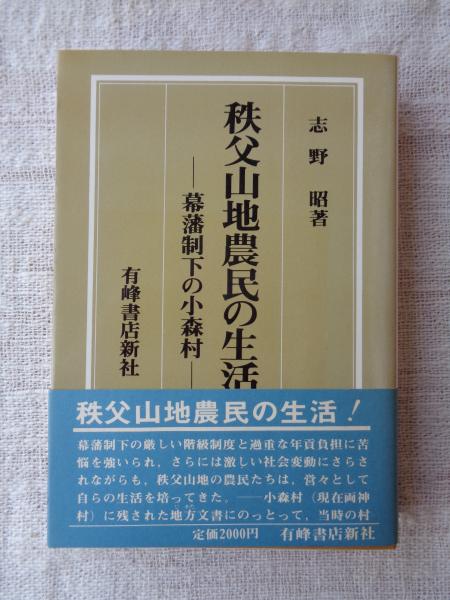 志野昭著
秩父山地農民の生活
―幕藩制下の小森村―
有峰書店新社
秩父山地農民の生活！
幕藩制下の厳しい階級制度と過重な年貢負担に苦
悩を強いられ、さらには激しい社会変動にさらさ
れながらも、秩父山地の農民たちは、営々として
自らの生活を培ってきた。――小森村（現在両神
村）に残された地方文書にのっとって、当時の村
定価2000円
有峰書店新社